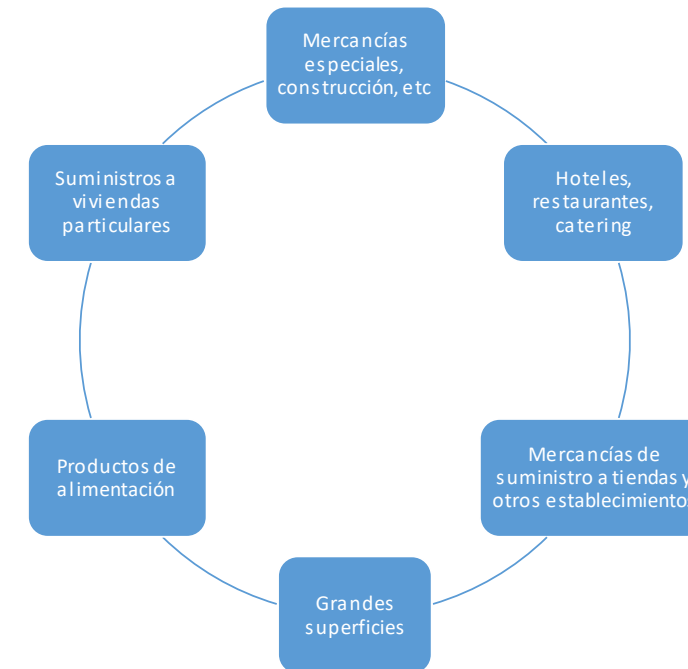 Mercancías
especiales,
construcción, etc
Hoteles,
restaurantes,
catering
Mercancías de
suministro a tiendas y
otros establecimientos
Grandes
superficies
Productos de
alimentación
Suministros a
viviendas
particulares